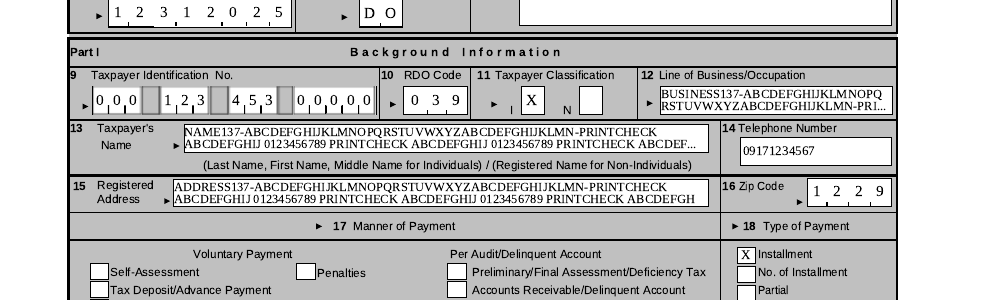 1 2 3 1 2 0 2 5 D O
Part I Background Information
9 Taxpayer Identification No. 10 RDO Code 11 Taxpayer Classification 12 Line of Business/Occupation
0 0 0 1 2 3 4 5 3 0 0 0 0 0 0 3 9 I X N BUSINESS137-ABCDEFGHIJKLMNOPQ
RSTUVWXYZABCDEFGHIJKLMN-PRI...
13 Taxpayer's Name NAME137-ABCDEFGHIJKLMNOPQRSTUVWXYZABCDEFGHIJKLMN-PRINTCHECK 14 Telephone Number
ABCDEFGHIJ 0123456789 PRINTCHECK ABCDEFGHIJ 0123456789 PRINTCHECK ABCDEF... 09171234567
(Last Name, First Name, Middle Name for Individuals) / (Registered Name for Non-Individuals)
15 Registered Address ADDRESS137-ABCDEFGHIJKLMNOPQRSTUVWXYZABCDEFGHIJKLMN-PRINTCHECK 16 Zip Code 1 2 2 9
ABCDEFGHIJ 0123456789 PRINTCHECK ABCDEFGHIJ 0123456789 PRINTCHECK ABCDEFGH
17 Manner of Payment 18 Type of Payment
Voluntary Payment Per Audit/Delinquent Account X Installment
Self-Assessment Penalties Preliminary/Final Assessment/Deficiency Tax No. of Installment
Tax Deposit/Advance Payment Accounts Receivable/Delinquent Account Partial